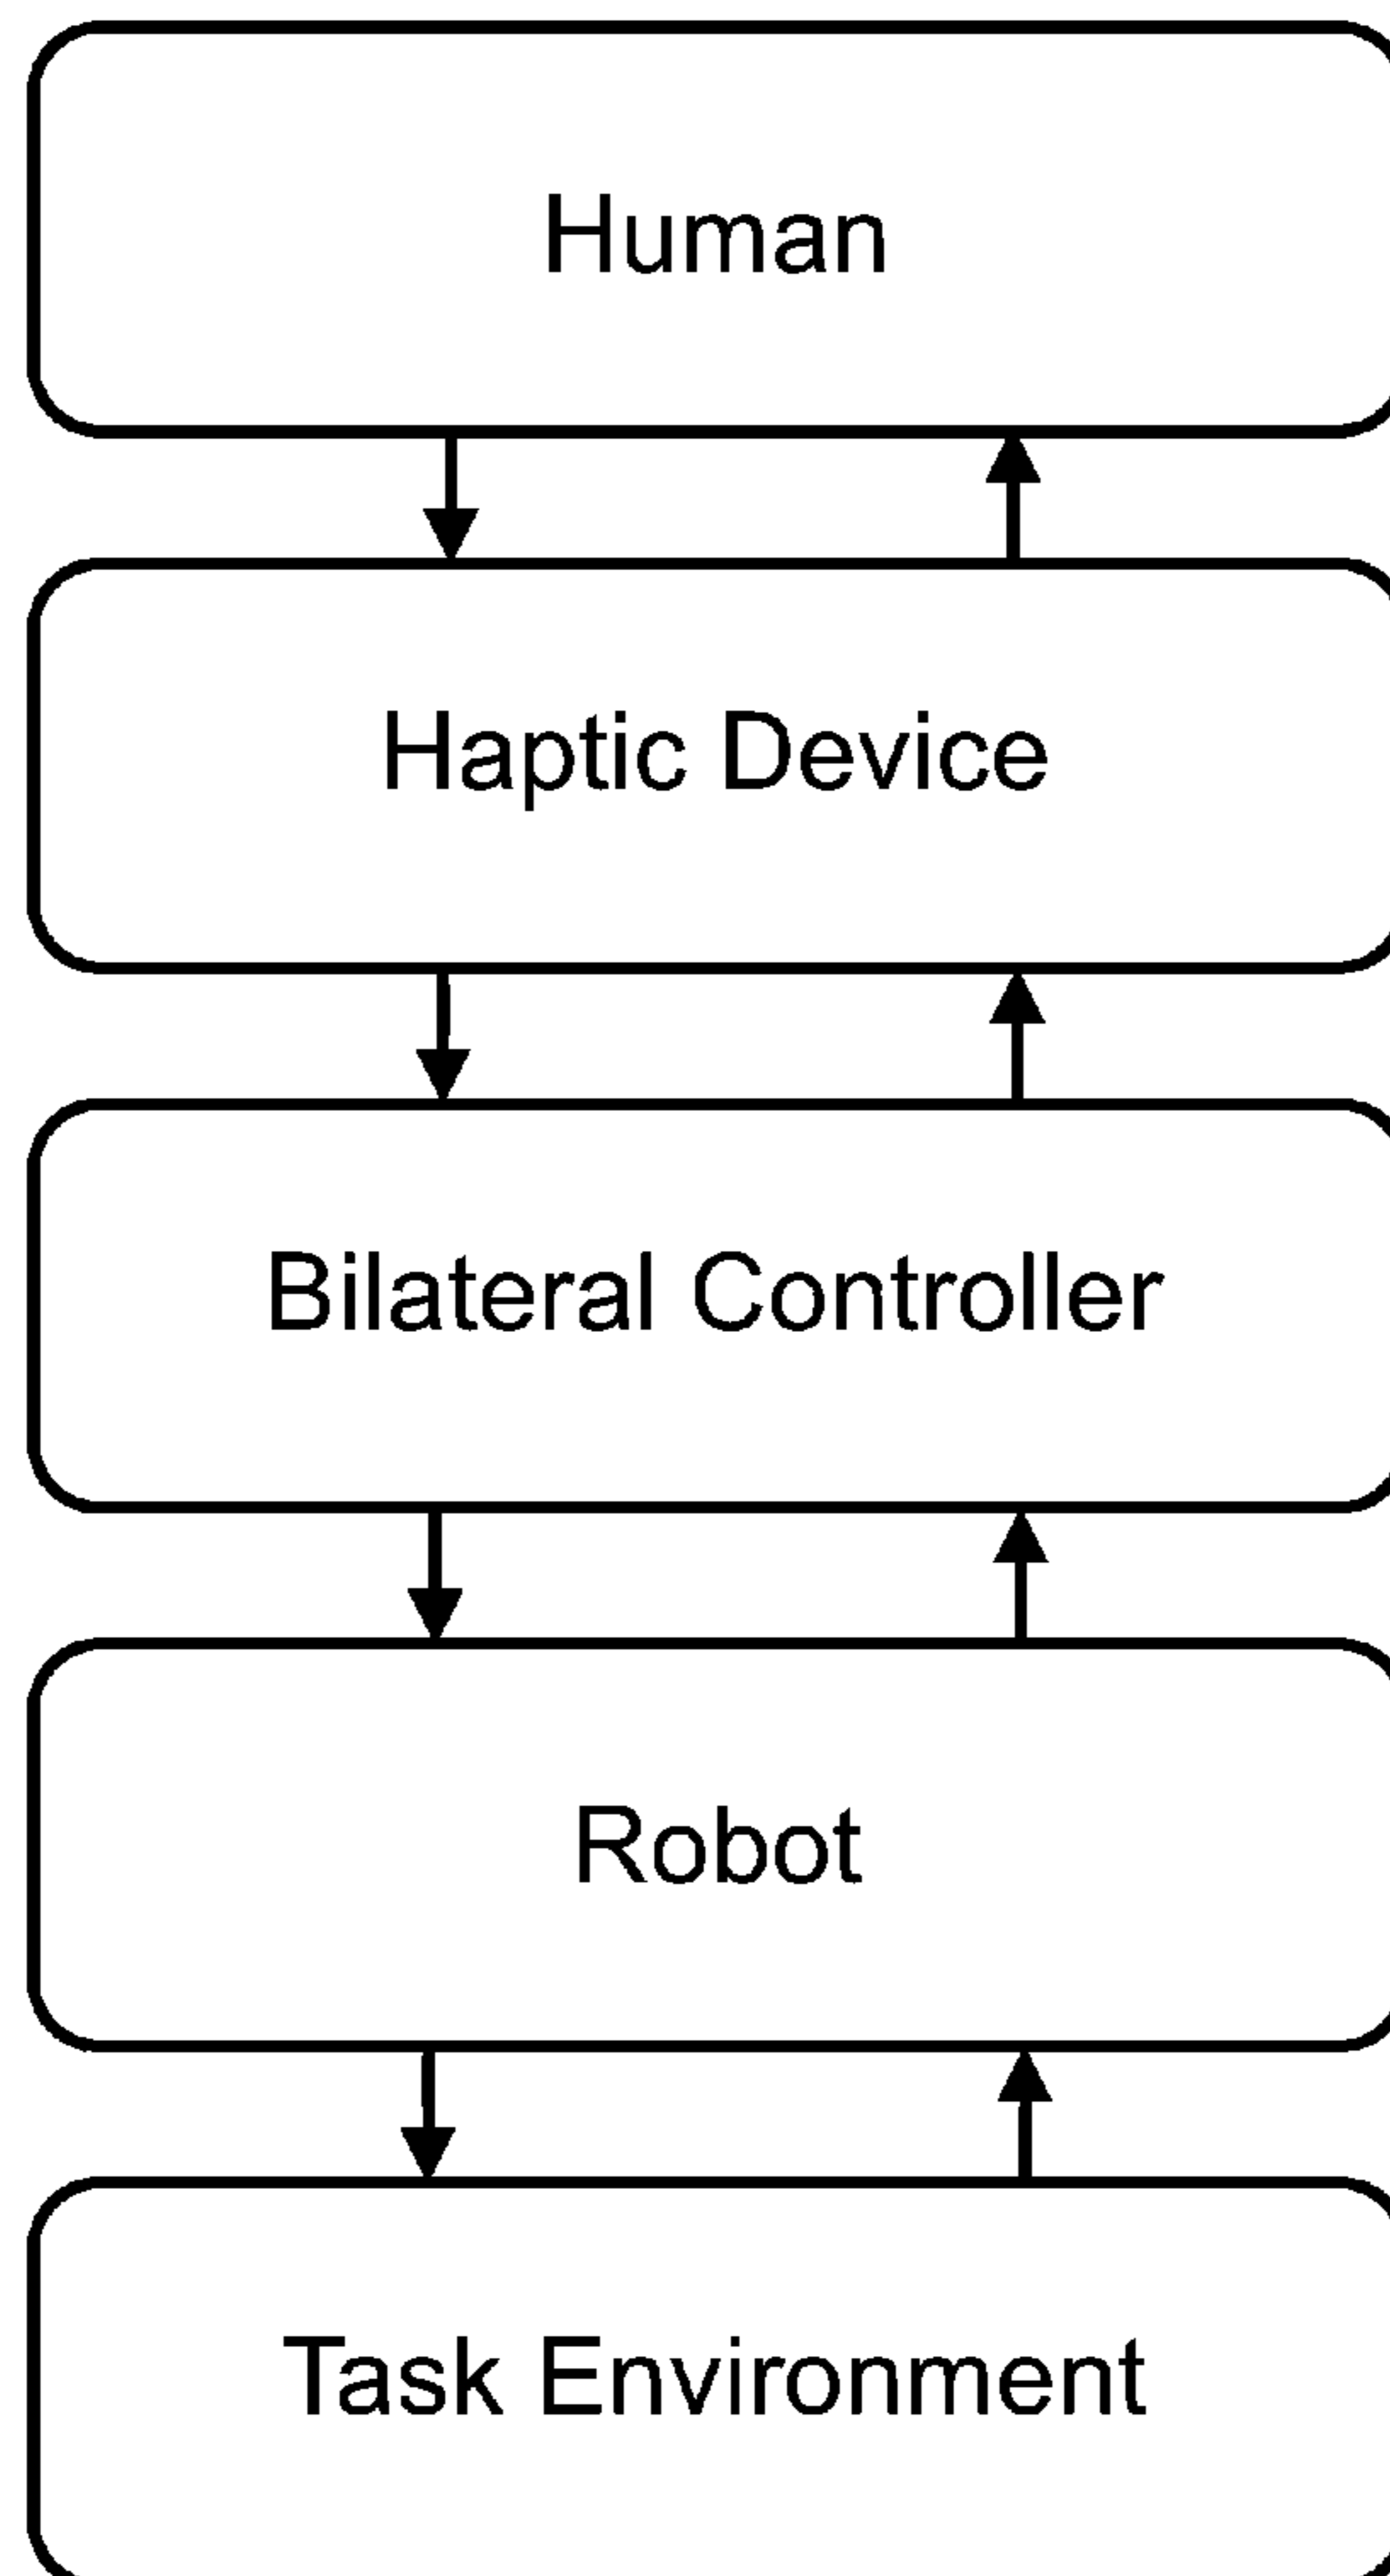 Human
Haptic Device
Bilateral Controller
Robot
Task Environment